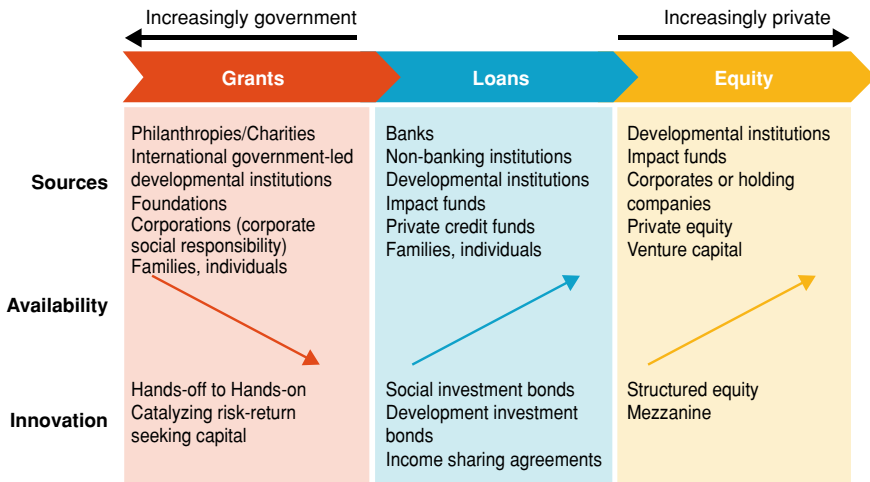 Increasingly government
Increasingly private
Grants
Loans
Equity
Sources
Philanthropies/Charities
International government-led
developmental institutions
Foundations
Corporations (corporate
social responsibility)
Families, individuals
Banks
Non-banking institutions
Developmental institutions
Impact funds
Private credit funds
Families, individuals
Developmental institutions
Impact funds
Corporates or holding
companies
Private equity
Venture capital
Availability
Innovation
Hands-off to Hands-on
Catalyzing risk-return
seeking capital
Social investment bonds
Development investment
bonds
Income sharing agreements
Structured equity
Mezzanine